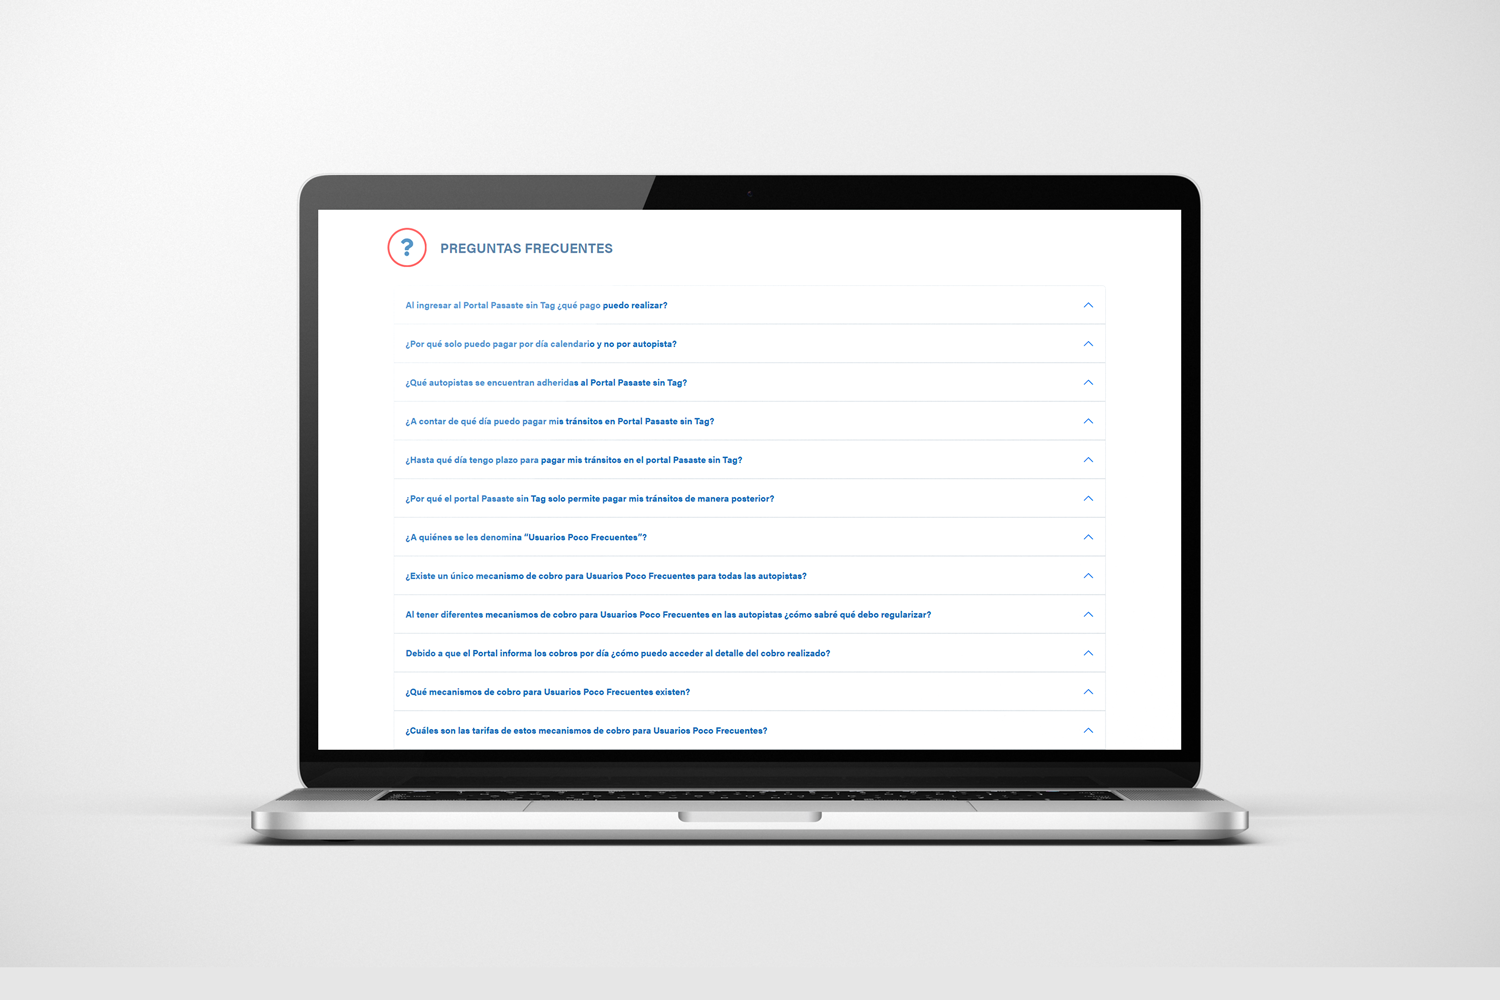 ?
PREGUNTAS FRECUENTES
Al ingresar al Portal Pasaste sin Tag ¿qué pago puedo realizar?
¿Por qué solo puedo pagar por día calendario y no por autopista?
¿Qué autopistas se encuentran adheridas al Portal Pasaste sin Tag?
¿A contar de qué día puedo pagar mis tránsitos en Portal Pasaste sin Tag?
¿Hasta qué día tengo plazo para pagar mis tránsitos en el portal Pasaste sin Tag?
¿Por qué el portal Pasaste sin Tag solo permite pagar mis tránsitos de manera posterior?
¿A quiénes se les denomina “Usuarios Poco Frecuentes”?
¿Existe un único mecanismo de cobro para Usuarios Poco Frecuentes para todas las autopistas?
Al tener diferentes mecanismos de cobro para Usuarios Poco Frecuentes en las autopistas ¿cómo sabré qué debo regularizar?
Debido a que el Portal informa los cobros por día ¿cómo puedo acceder al detalle del cobro realizado?
¿Qué mecanismos de cobro para Usuarios Poco Frecuentes existen?
¿Cuáles son las tarifas de estos mecanismos de cobro para Usuarios Poco Frecuentes?